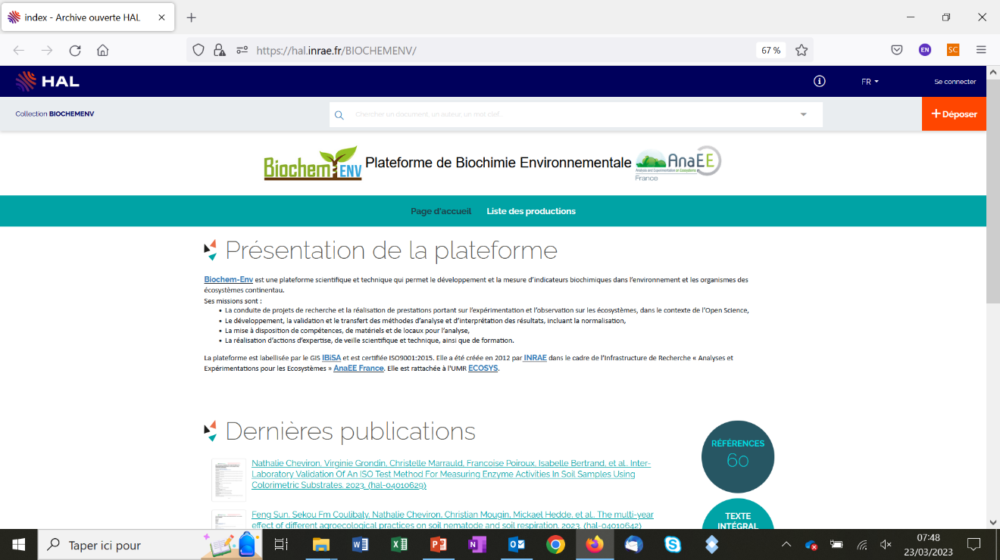 index - Archive ouverte HAL
https://hal.inrae.fr/BIOCHEMENV/
67 %
EN
SC
HAL
FR
Se connecter
Collection BIOCHEMENV
Chercher un document, un auteur, un mot clef...
+ Déposer
Biochem ENV
Plateforme de Biochimie Environnementale
AnaEE
Analysis and Experimentation on Ecosystems
France
Page d'accueil
Liste des productions
Présentation de la plateforme
Biochem-Env est une plateforme scientifique et technique qui permet le développement et la mesure d'indicateurs biochimiques dans l'environnement et les organismes des
écosystèmes continentau.
Ses missions sont :
• La conduite de projets de recherche et la réalisation de prestations portant sur l'expérimentation et l'observation sur les écosystèmes, dans le contexte de l'Open Science,
• Le développement, la validation et le transfert des méthodes d'analyse et d'interprétation des résultats, incluant la normalisation,
• La mise à disposition de compétences, de matériels et de locaux pour l'analyse,
• La réalisation d'actions d'expertise, de veille scientifique et technique, ainsi que de formation.
La plateforme est labellisée par le GIS IBiSA et est certifiée ISO9001:2015. Elle a été créée en 2012 par INRAE dans le cadre de l'Infrastructure de Recherche « Analyses et
Expérimentations pour les Ecosystèmes » AnaEE France. Elle est rattachée à l'UMR ECOSYS.
Dernières publications
RÉFÉRENCES
60
Nathalie Cheviron, Virginie Grondin, Christelle Marrauld, Francoise Poiroux, Isabelle Bertrand, et al.. Inter-
Laboratory Validation Of An ISO Test Method For Measuring Enzyme Activities In Soil Samples Using
Colorimetric Substrates. 2023. ⟨hal-04010629⟩
Feng Sun, Sekou Fm Coulibaly, Nathalie Cheviron, Christian Mougin, Mickael Hedde, et al.. The multi-year
effect of different agroecological practices on soil nematode and soil respiration. 2023. ⟨hal-04010642⟩
TEXTE
INTÉGRAL
Taper ici pour
07:48
23/03/2023